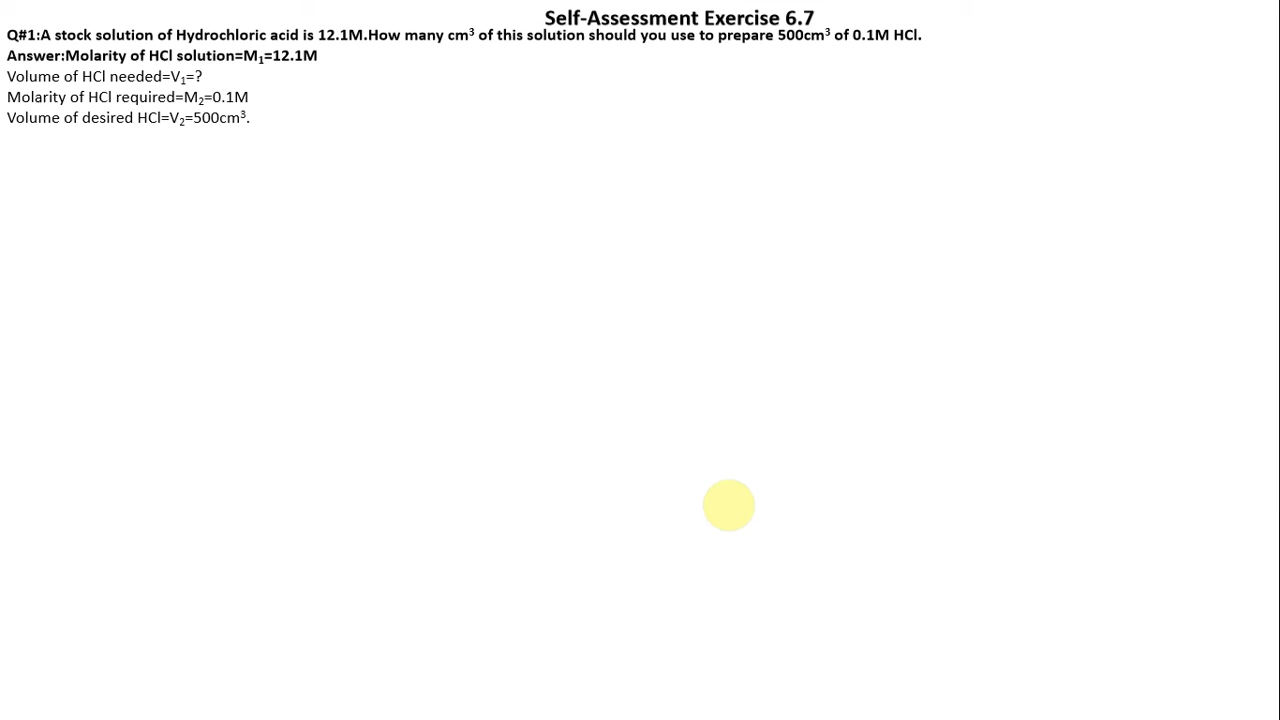 Self-Assessment Exercise 6.7
Q#1:A stock solution of Hydrochloric acid is 12.1M.How many cm³ of this solution should you use to prepare 500cm³ of 0.1M HCl.
Answer:Molarity of HCl solution=M₁=12.1M
Volume of HCl needed=V₁=?
Molarity of HCl required=M₂=0.1M
Volume of desired HCl=V₂=500cm³.